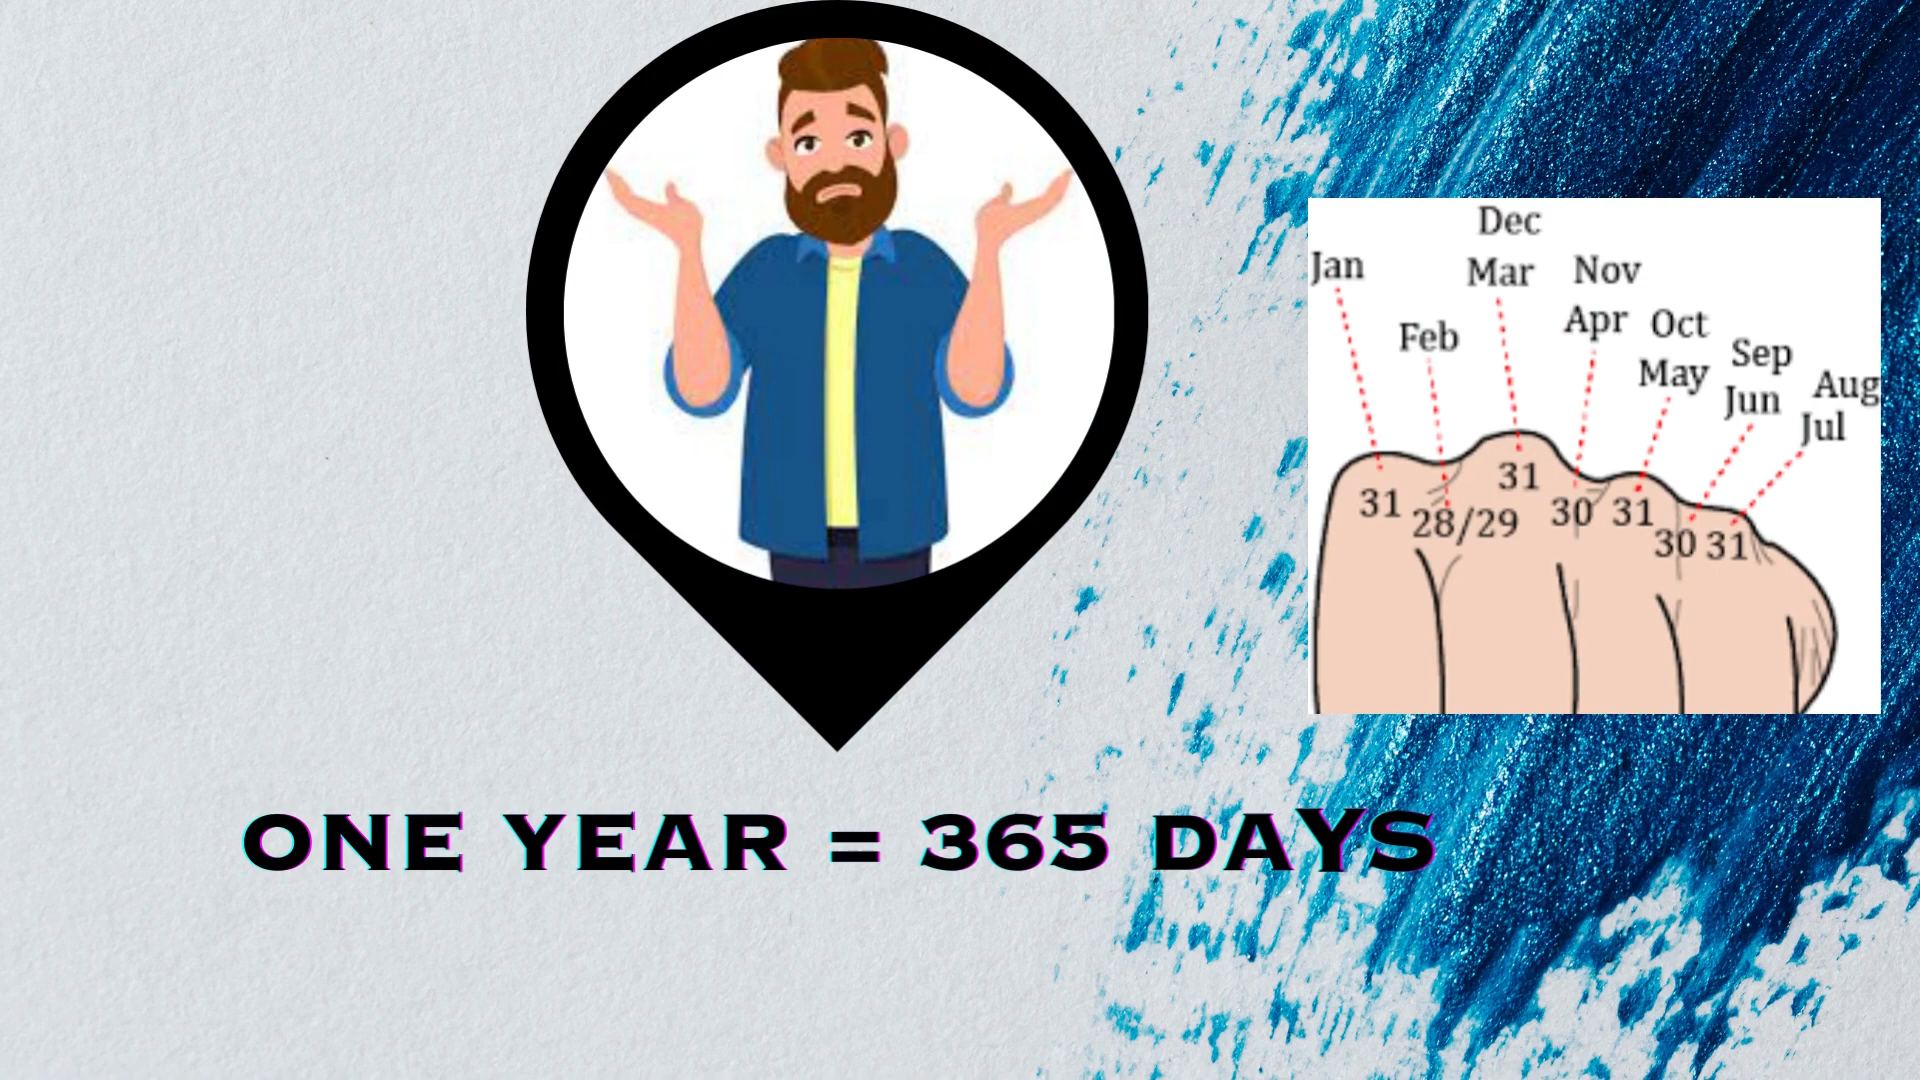 Dec
Jan Mar Nov
Feb Apr Oct
May Sep
Jun Aug
Jul
31 28/29 31 30 31 30 31
ONE YEAR = 365 DAYS